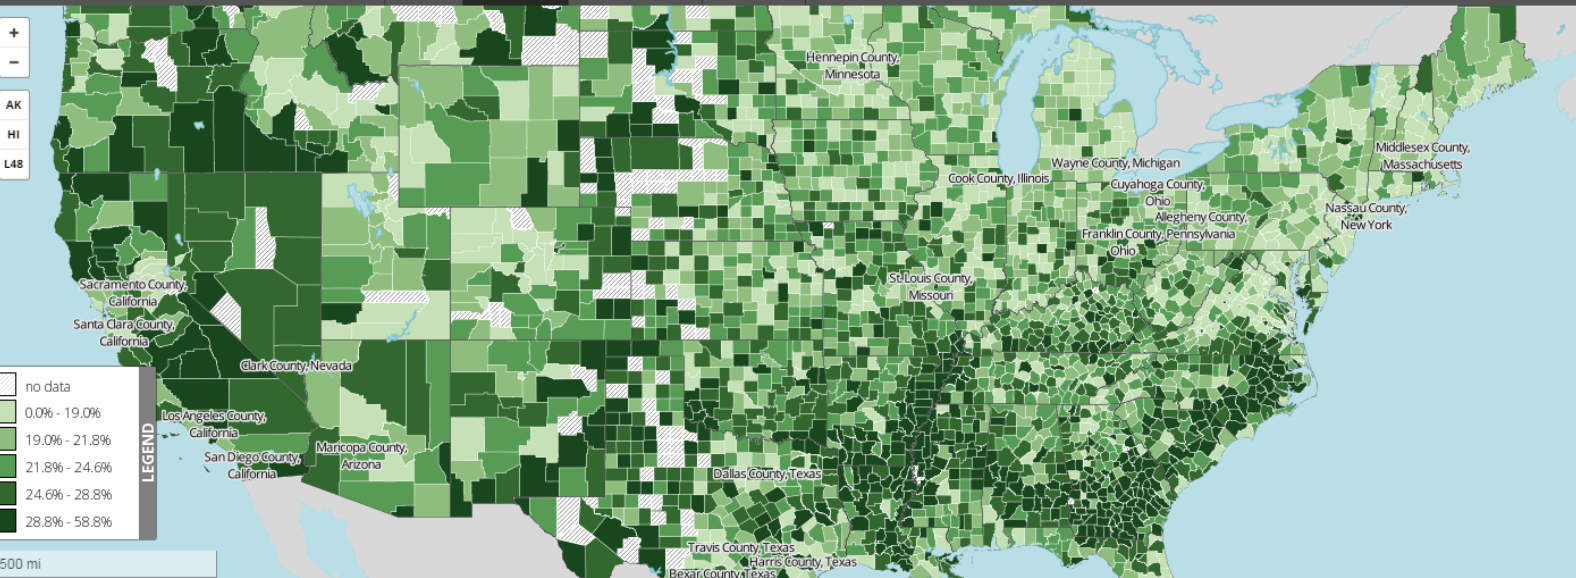 +
−
AK
HI
L48
Hennepin County,
Minnesota
Middlesex County,
Massachusetts
Wayne County, Michigan
Cook County, Illinois
Cuyahoga County,
Ohio
Nassau County,
New York
Allegheny County,
Pennsylvania
Franklin County,
Ohio
St. Louis County,
Missouri
Sacramento County,
California
Santa Clara County,
California
Clark County, Nevada
Los Angeles County,
California
San Diego County,
California
Maricopa County,
Arizona
Dallas County, Texas
Travis County, Texas
Harris County, Texas
Bexar County, Texas
no data
0.0% - 19.0%
19.0% - 21.8%
21.8% - 24.6%
24.6% - 28.8%
28.8% - 58.8%
LEGEND
500 mi